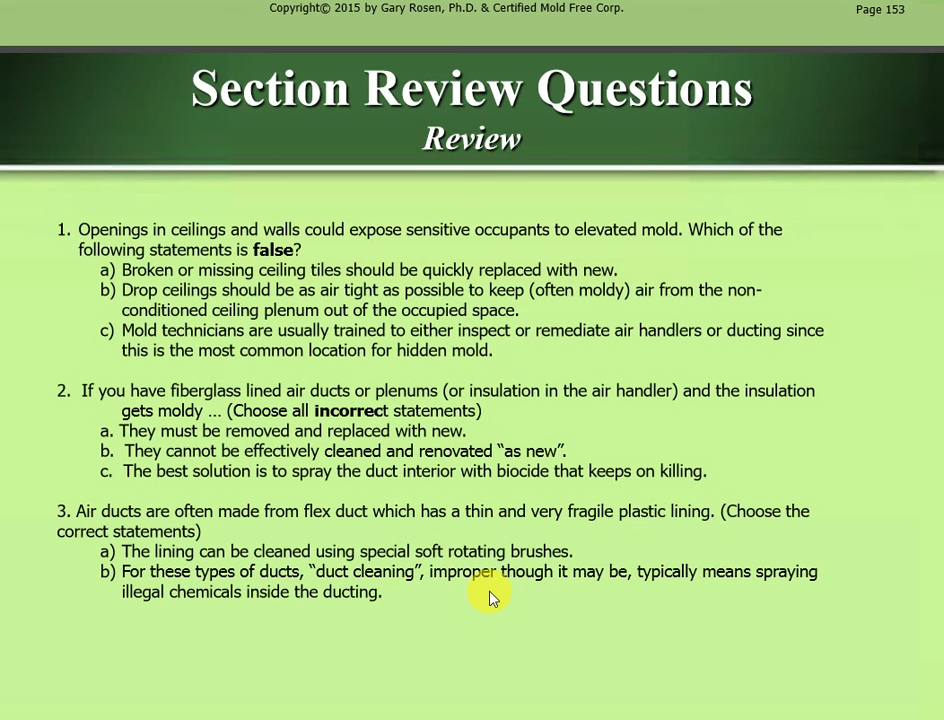 Copyright© 2015 by Gary Rosen, Ph.D. & Certified Mold Free Corp.
Page 153
Section Review Questions
Review
1. Openings in ceilings and walls could expose sensitive occupants to elevated mold. Which of the
following statements is false?
a) Broken or missing ceiling tiles should be quickly replaced with new.
b) Drop ceilings should be as air tight as possible to keep (often moldy) air from the non-
conditioned ceiling plenum out of the occupied space.
c) Mold technicians are usually trained to either inspect or remediate air handlers or ducting since
this is the most common location for hidden mold.
2. If you have fiberglass lined air ducts or plenums (or insulation in the air handler) and the insulation
gets moldy ... (Choose all incorrect statements)
a. They must be removed and replaced with new.
b. They cannot be effectively cleaned and renovated "as new".
c. The best solution is to spray the duct interior with biocide that keeps on killing.
3. Air ducts are often made from flex duct which has a thin and very fragile plastic lining. (Choose the
correct statements)
a) The lining can be cleaned using special soft rotating brushes.
b) For these types of ducts, "duct cleaning", improper though it may be, typically means spraying
illegal chemicals inside the ducting.